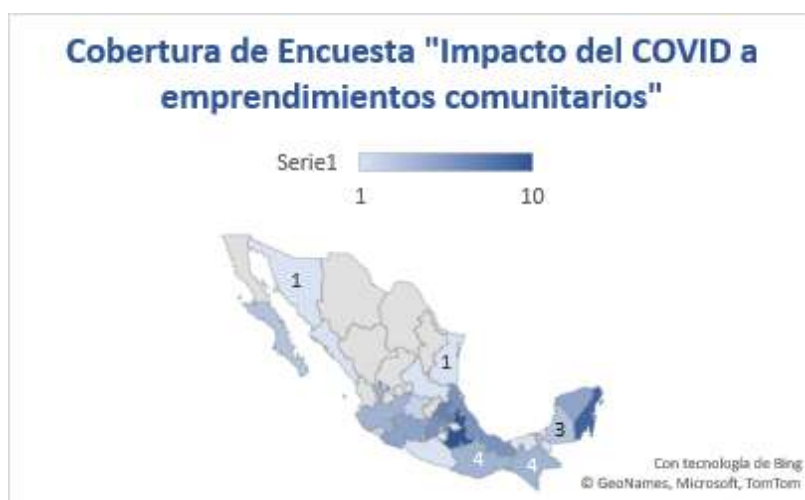 Cobertura de Encuesta "Impacto del COVID a
emprendimientos comunitarios"
Serie1
1 10
1
1
3
4 4
Con tecnología de Bing
© GeoNames, Microsoft, TomTom